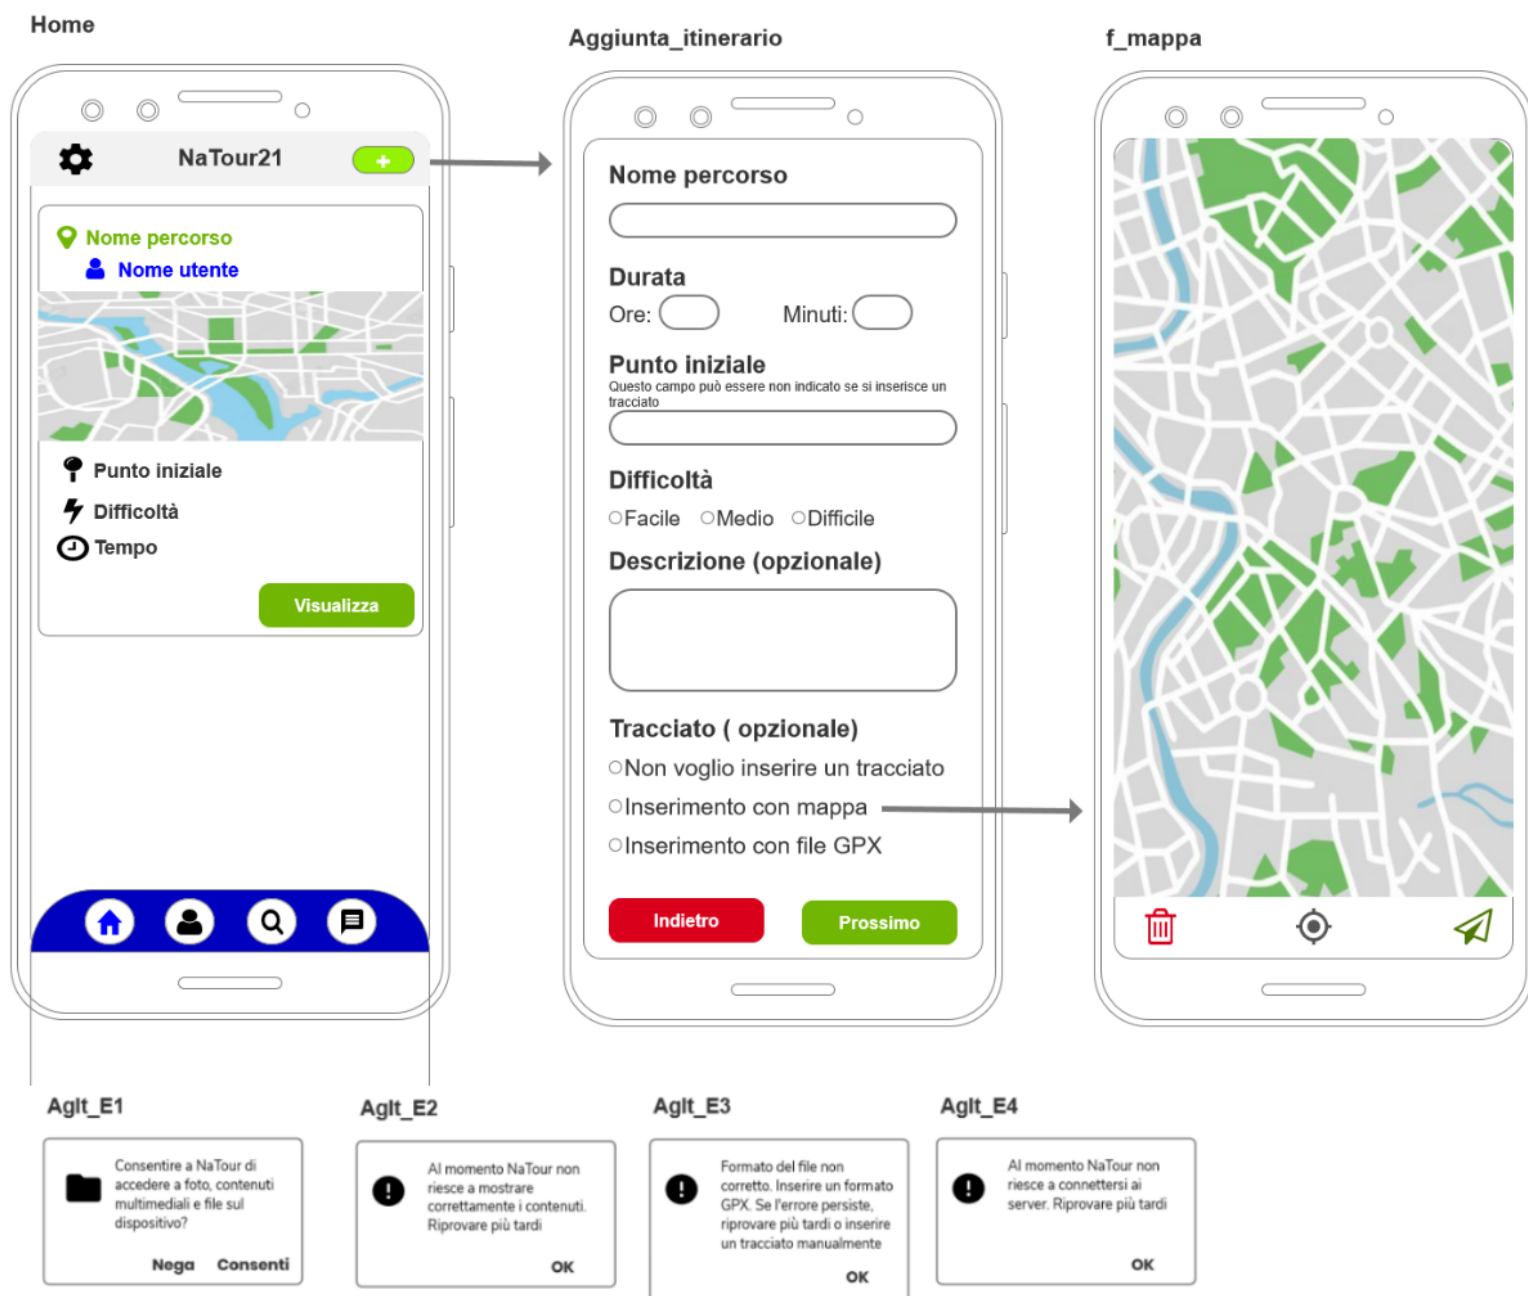 Home
NaTour21
+
Nome percorso
Nome utente
Punto iniziale
Difficoltà
Tempo
Visualizza
Aggiunta_itinerario
Nome percorso
Durata
Ore:
Minuti:
Punto iniziale
Questo campo può essere non indicato se si inserisce un
tracciato
Difficoltà
Facile
Medio
Difficile
Descrizione (opzionale)
Tracciato ( opzionale)
Non voglio inserire un tracciato
Inserimento con mappa
Inserimento con file GPX
Indietro
Prossimo
f_mappa
AgIt_E1
Consentire a NaTour di
accedere a foto, contenuti
multimediali e file sul
dispositivo?
Nega
Consenti
AgIt_E2
Al momento NaTour non
riesce a mostrare
correttamente i contenuti.
Riprovare più tardi
OK
AgIt_E3
Formato del file non
corretto. Inserire un formato
GPX. Se l'errore persiste,
riprovare più tardi o inserire
un tracciato manualmente
OK
AgIt_E4
Al momento NaTour non
riesce a connettersi ai
server. Riprovare più tardi
OK